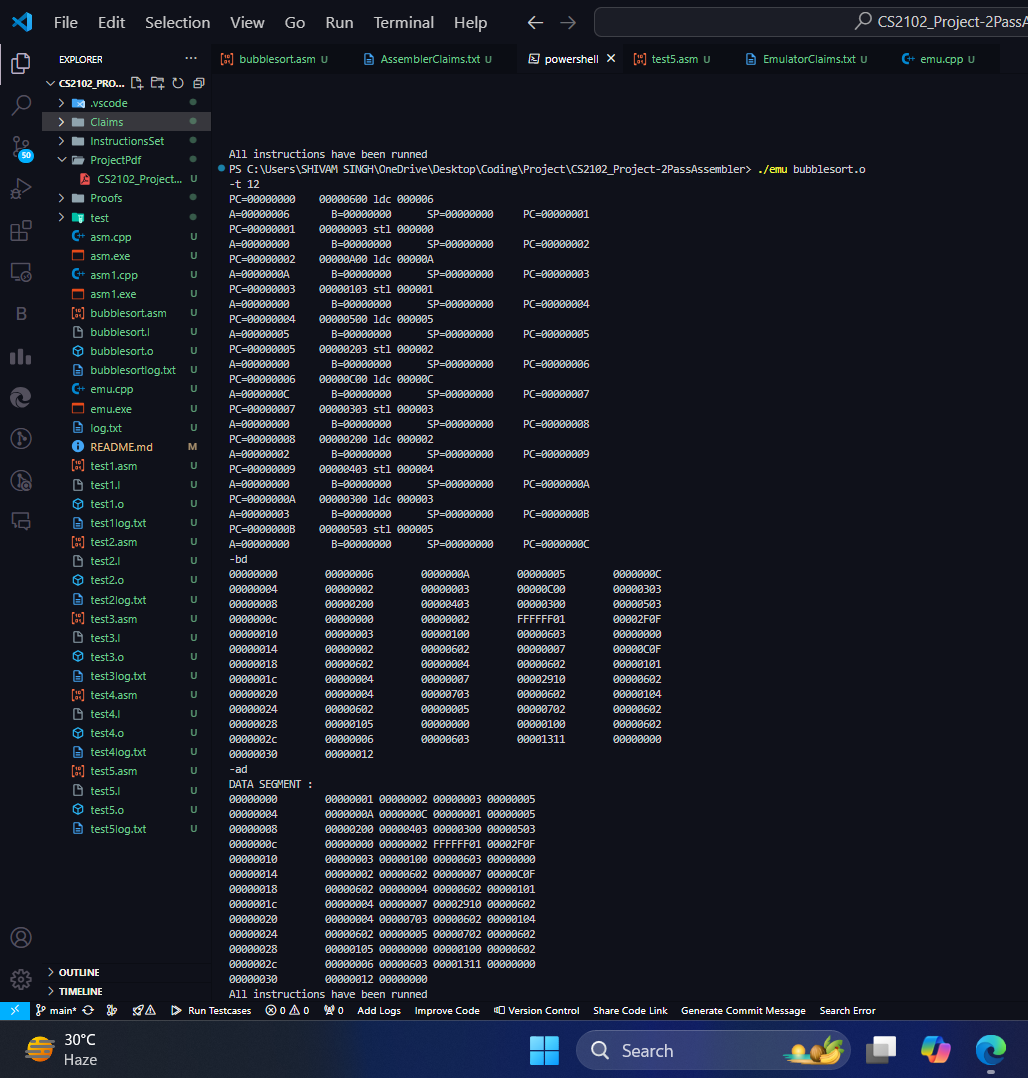 File Edit Selection View Go Run Terminal Help
CS2102_Project-2PassA
EXPLORER
bubblesort.asm U
AssemblerClaims.txt U
powershell
test5.asm U
EmulatorClaims.txt U
emu.cpp U
CS2102_PRO...
.vscode
Claims
InstructionsSet
ProjectPdf
CS2102_Project... U
Proofs
test
asm.cpp U
asm.exe U
asm1.cpp U
asm1.exe U
bubblesort.asm U
bubblesort.l U
bubblesort.o U
bubblesortlog.txt U
emu.cpp U
emu.exe U
log.txt U
README.md M
test1.asm U
test1.l U
test1.o U
test1log.txt U
test2.asm U
test2.l U
test2.o U
test2log.txt U
test3.asm U
test3.l U
test3.o U
test3log.txt U
test4.asm U
test4.l U
test4.o U
test4log.txt U
test5.asm U
test5.l U
test5.o U
test5log.txt U
OUTLINE
TIMELINE
50
B
All instructions have been runned
PS C:\Users\SHIVAM SINGH\OneDrive\Desktop\Coding\Project\CS2102_Project-2PassAssembler> ./emu bubblesort.o
-t 12
PC=00000000 00000600 ldc 000006
A=00000006 B=00000000 SP=00000000 PC=00000001
PC=00000001 00000003 stl 000000
A=00000000 B=00000000 SP=00000000 PC=00000002
PC=00000002 00000A00 ldc 00000A
A=0000000A B=00000000 SP=00000000 PC=00000003
PC=00000003 00000103 stl 000001
A=00000000 B=00000000 SP=00000000 PC=00000004
PC=00000004 00000500 ldc 000005
A=00000005 B=00000000 SP=00000000 PC=00000005
PC=00000005 00000203 stl 000002
A=00000000 B=00000000 SP=00000000 PC=00000006
PC=00000006 00000C00 ldc 00000C
A=0000000C B=00000000 SP=00000000 PC=00000007
PC=00000007 00000303 stl 000003
A=00000000 B=00000000 SP=00000000 PC=00000008
PC=00000008 00000200 ldc 000002
A=00000002 B=00000000 SP=00000000 PC=00000009
PC=00000009 00000403 stl 000004
A=00000000 B=00000000 SP=00000000 PC=0000000A
PC=0000000A 00000300 ldc 000003
A=00000003 B=00000000 SP=00000000 PC=0000000B
PC=0000000B 00000503 stl 000005
A=00000000 B=00000000 SP=00000000 PC=0000000C
-bd
00000000 00000006 0000000A 00000005 0000000C
00000004 00000002 00000003 00000C00 00000303
00000008 00000200 00000403 00000300 00000503
0000000c 00000000 00000002 FFFFFF01 00002F0F
00000010 00000003 00000100 00000603 00000000
00000014 00000002 00000602 00000007 00000C0F
00000018 00000602 00000004 00000602 00000101
0000001c 00000004 00000007 00002910 00000602
00000020 00000004 00000703 00000602 00000104
00000024 00000602 00000005 00000702 00000602
00000028 00000105 00000000 00000100 00000602
0000002c 00000006 00000603 00001311 00000000
00000030 00000012
-ad
DATA SEGMENT :
00000000 00000001 00000002 00000003 00000005
00000004 0000000A 0000000C 00000001 00000005
00000008 00000200 00000403 00000300 00000503
0000000c 00000000 00000002 FFFFFF01 00002F0F
00000010 00000003 00000100 00000603 00000000
00000014 00000002 00000602 00000007 00000C0F
00000018 00000602 00000004 00000602 00000101
0000001c 00000004 00000007 00002910 00000602
00000020 00000004 00000703 00000602 00000104
00000024 00000602 00000005 00000702 00000602
00000028 00000105 00000000 00000100 00000602
0000002c 00000006 00000603 00001311 00000000
00000030 00000012 00000000
All instructions have been runned
main* Run Testcases 0 0 0 Add Logs Improve Code Version Control Share Code Link Generate Commit Message Search Error
30°C
Haze
Search